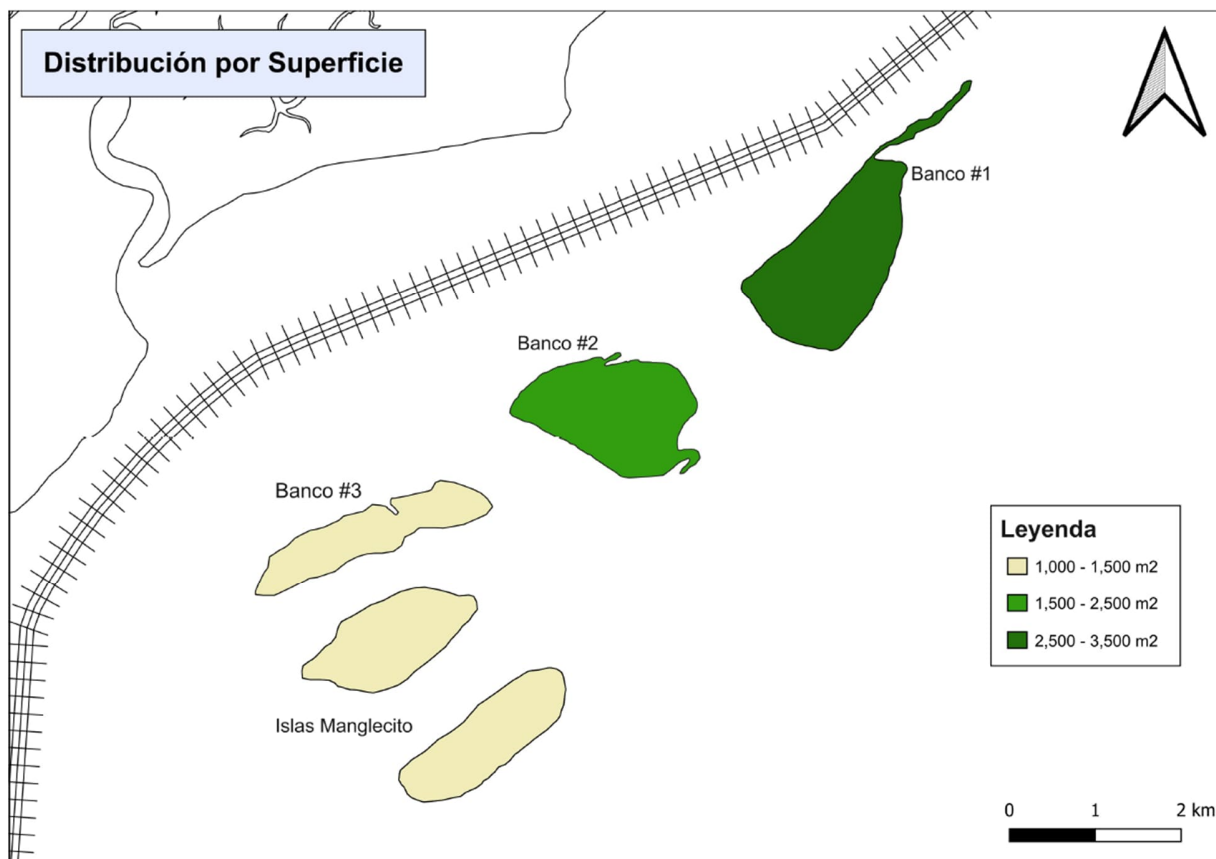 Distribución por Superficie
Banco #1
Banco #2
Banco #3
Islas Manglecito
Leyenda
1,000 - 1,500 m2
1,500 - 2,500 m2
2,500 - 3,500 m2
0 1 2 km